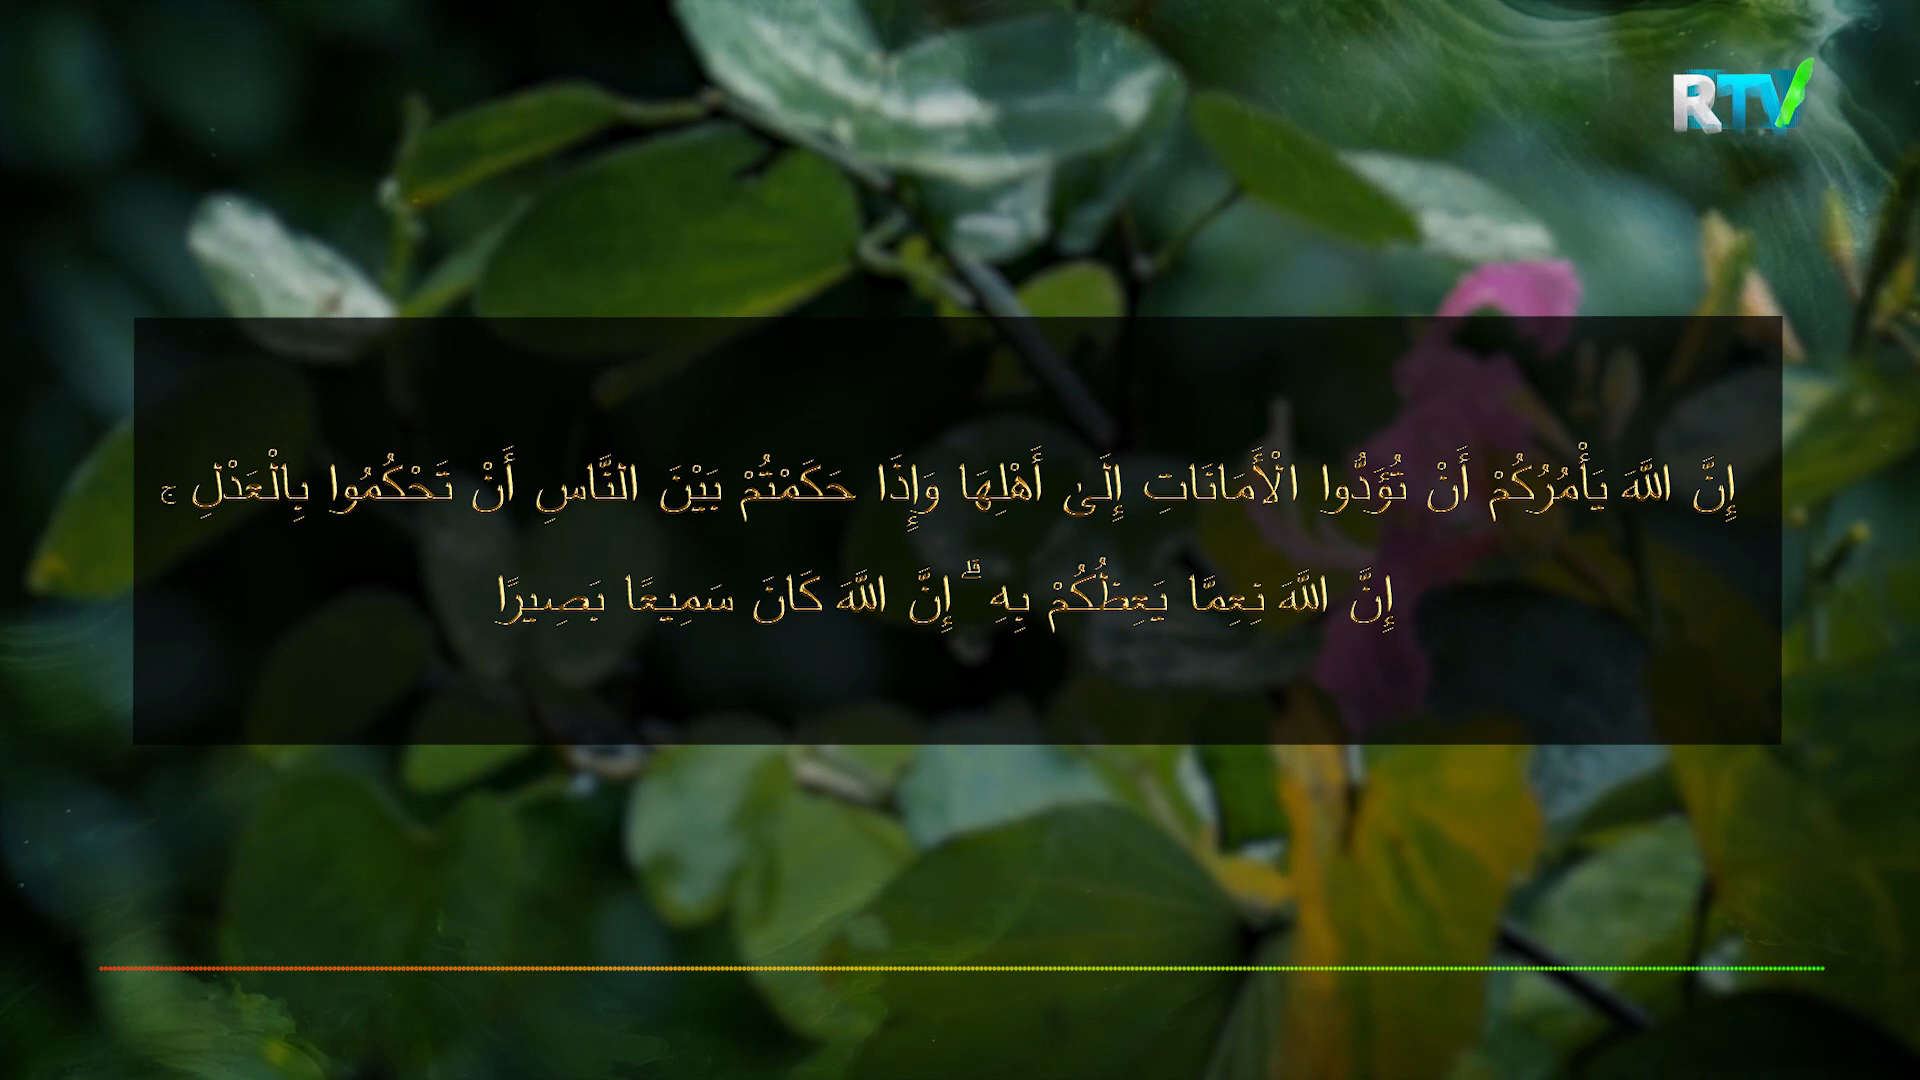 RTV
إِنَّ اللَّهَ يَأْمُرُكُمْ أَنْ تُؤَدُّوا الْأَمَانَاتِ إِلَىٰ أَهْلِهَا وَإِذَا حَكَمْتُمْ بَيْنَ النَّاسِ أَنْ تَحْكُمُوا بِالْعَدْلِ ج
إِنَّ اللَّهَ نِعِمَّا يَعِظُكُمْ بِهِ ۗ إِنَّ اللَّهَ كَانَ سَمِيعًا بَصِيرًا